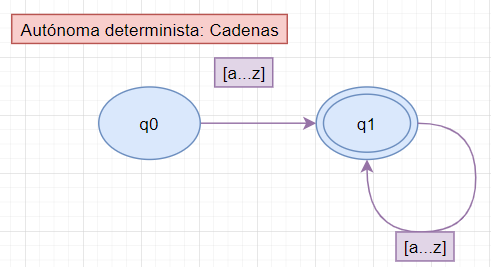 Autónoma determinista: Cadenas
[a...z]
q0
q1
[a...z]